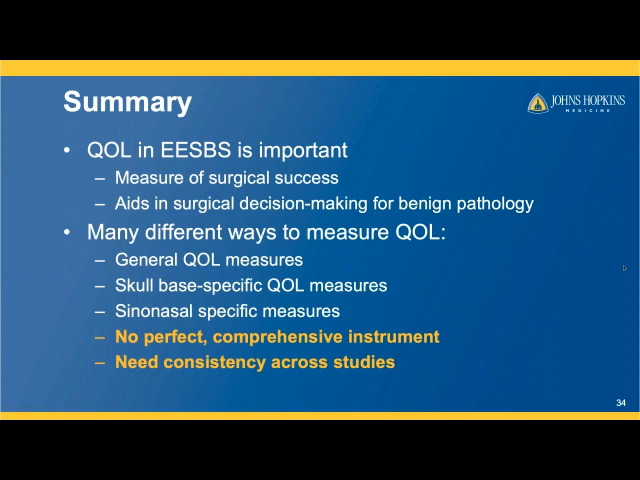 Summary
JOHNS HOPKINS
MEDICINE
• QOL in EESBS is important
– Measure of surgical success
– Aids in surgical decision-making for benign pathology
• Many different ways to measure QOL:
– General QOL measures
– Skull base-specific QOL measures
– Sinonasal specific measures
– No perfect, comprehensive instrument
– Need consistency across studies
34